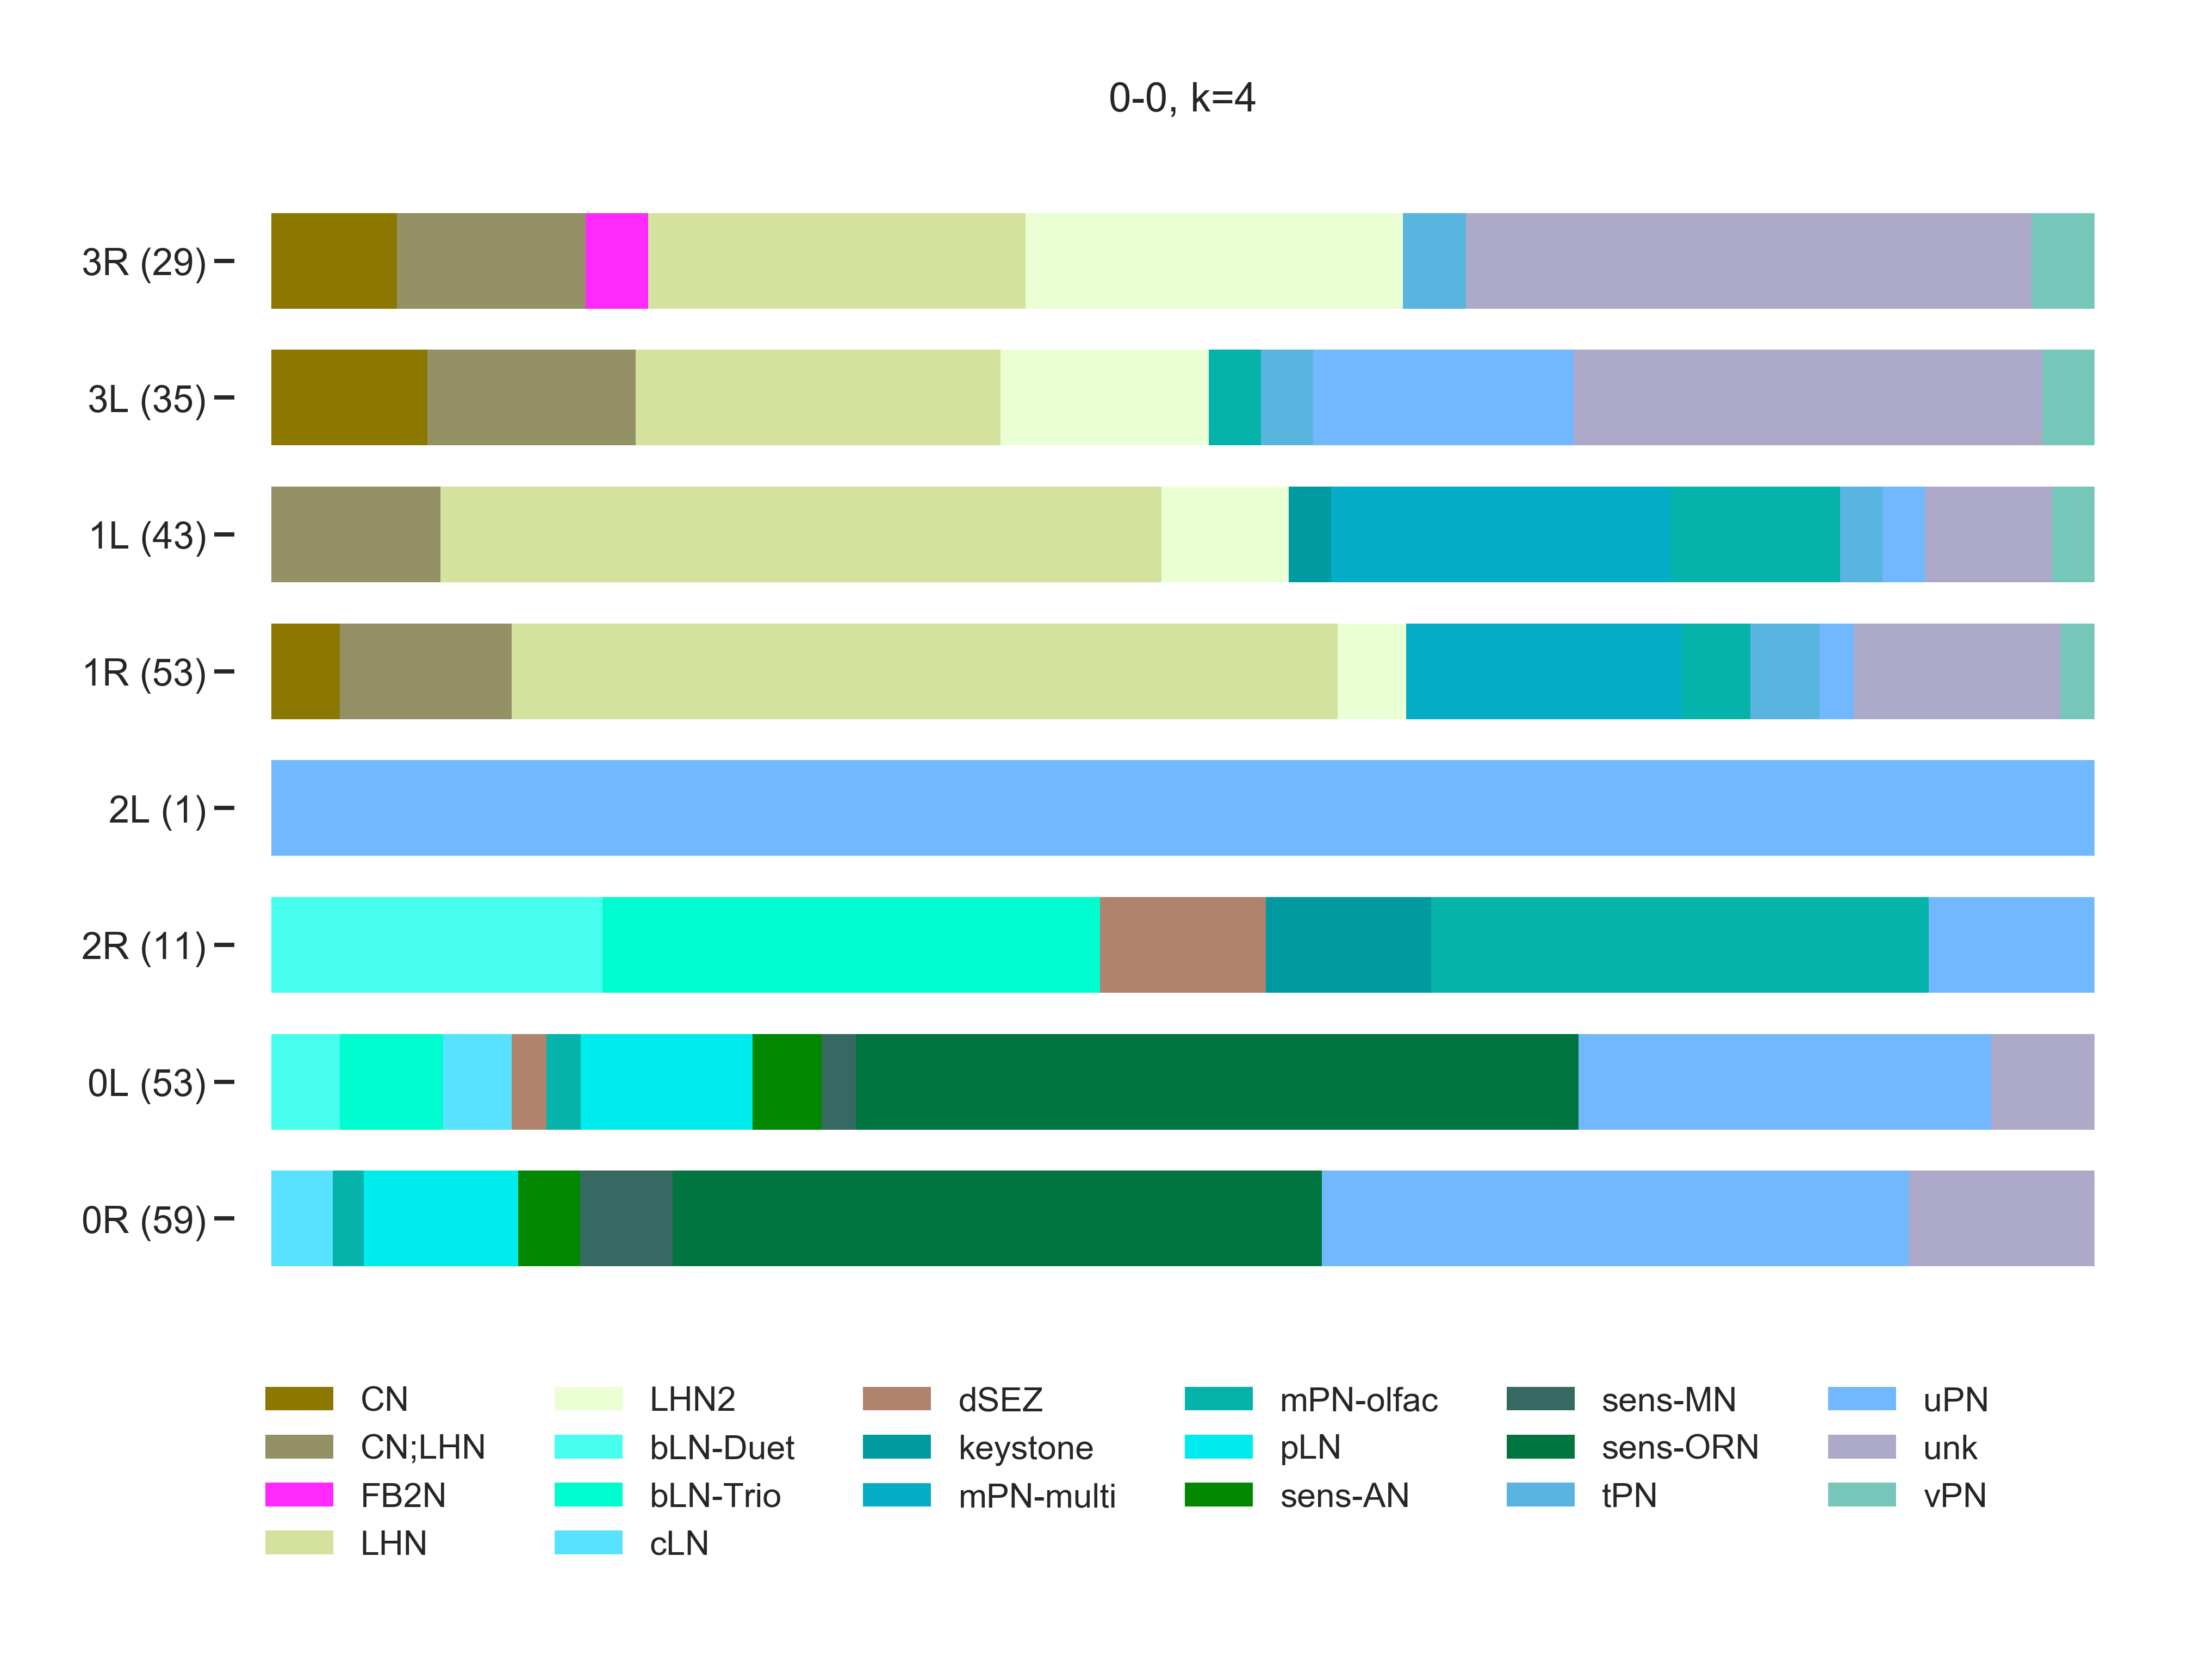 0-0, k=4
3R (29)
3L (35)
1L (43)
1R (53)
2L (1)
2R (11)
0L (53)
0R (59)
CN LHN2 dSEZ mPN-olfac sens-MN uPN
CN;LHN bLN-Duet keystone pLN sens-ORN unk
FB2N bLN-Trio mPN-multi sens-AN tPN vPN
LHN cLN